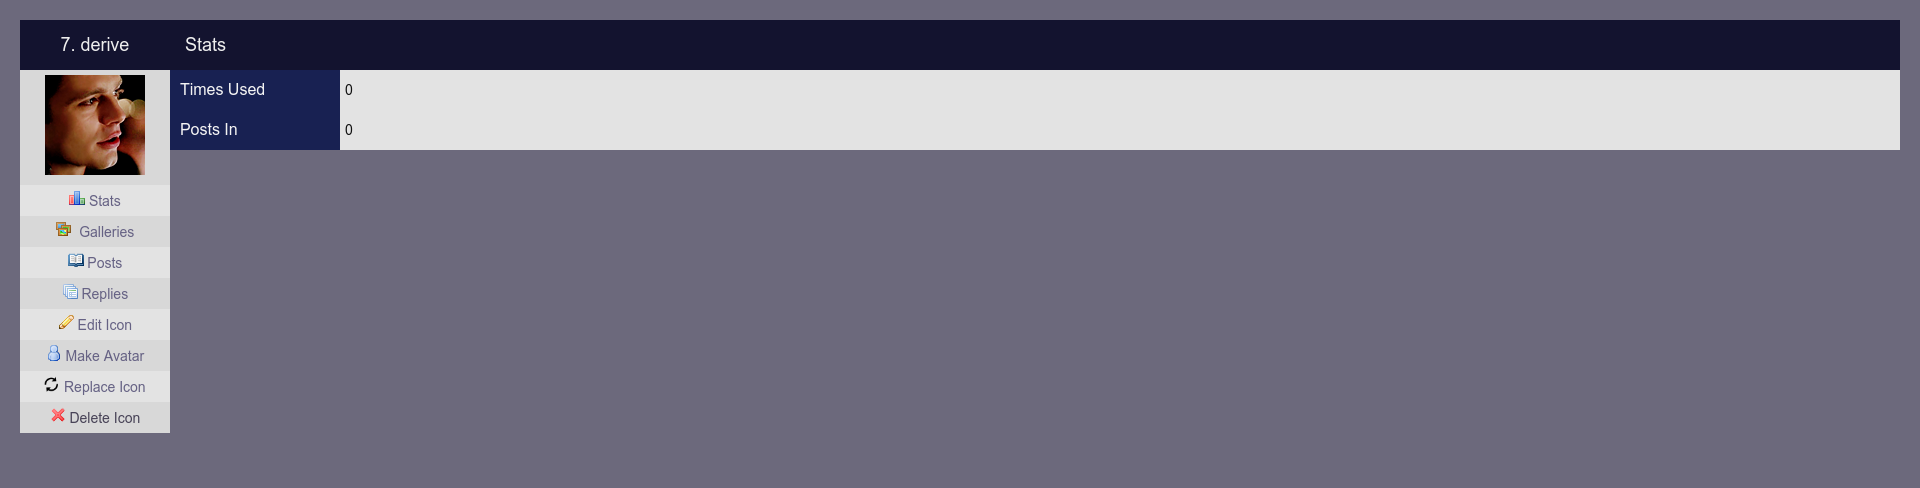 7. derive
Stats
Times Used
0
Posts In
0
Stats
Galleries
Posts
Replies
Edit Icon
Make Avatar
Replace Icon
Delete Icon